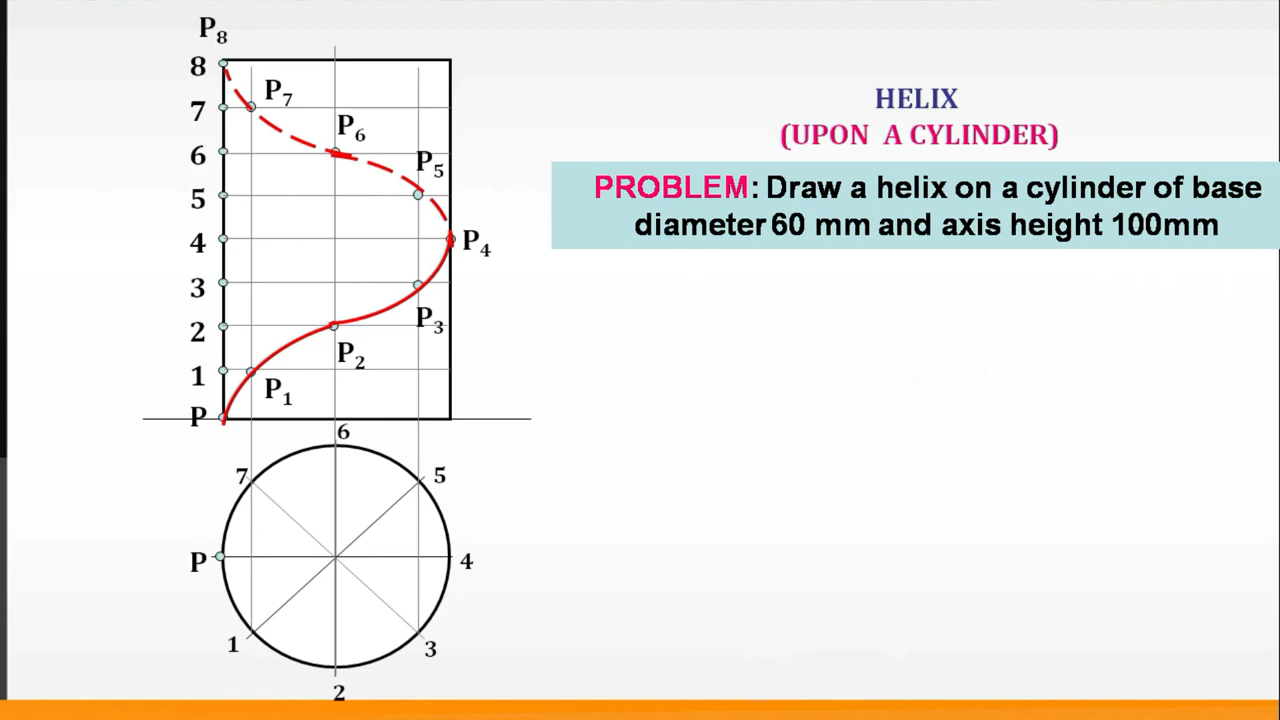 P8
8
7
P7
P6
6
P5
5
4
P4
3
P3
2
P2
1
P1
P
6
7
5
P
4
1
3
2
HELIX
(UPON A CYLINDER)
PROBLEM: Draw a helix on a cylinder of base
diameter 60 mm and axis height 100mm